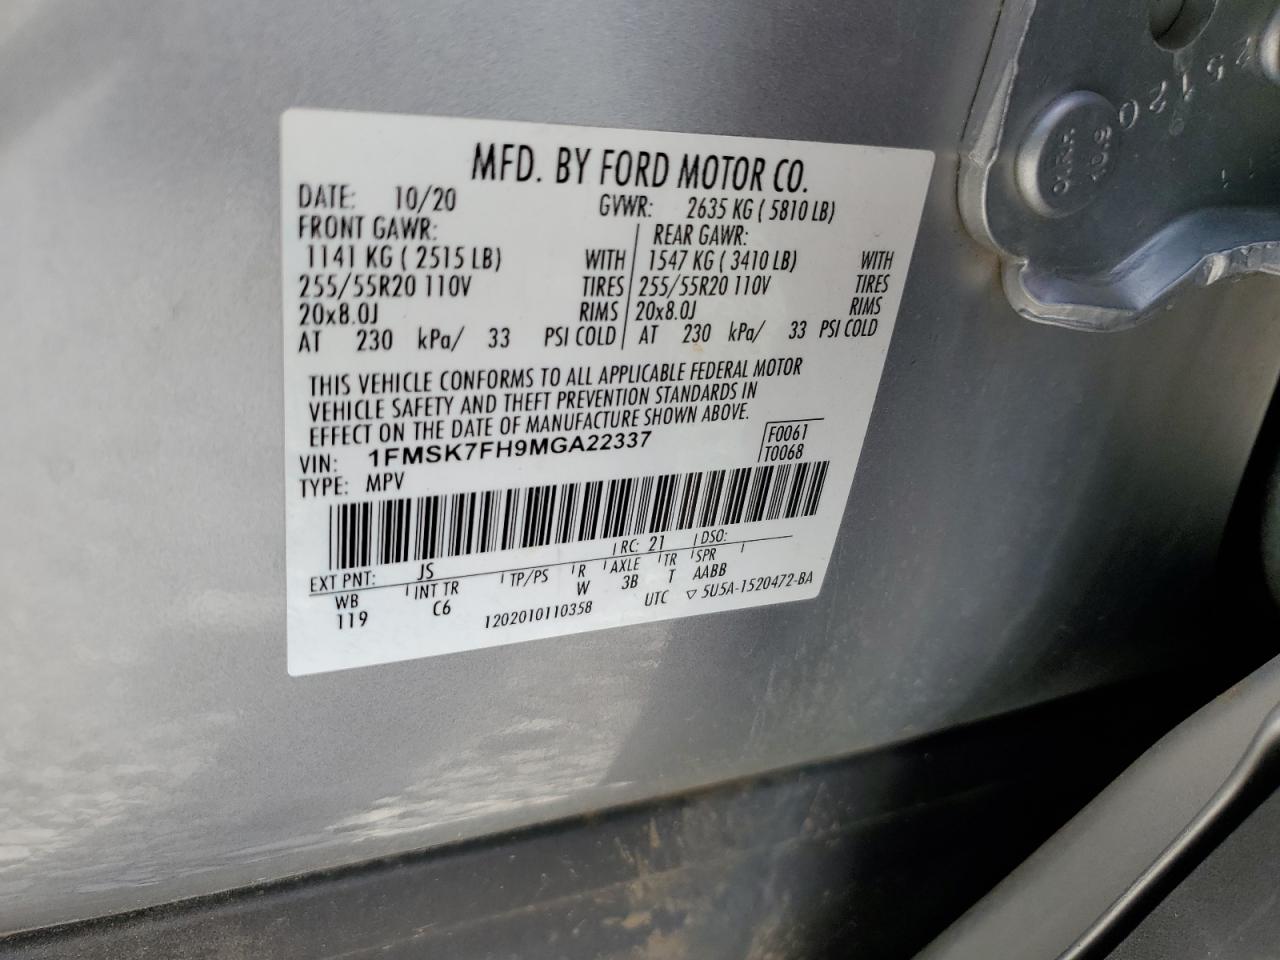 MFD. BY FORD MOTOR CO.
DATE: 10/20 GVWR: 2635 KG ( 5810 LB)
FRONT GAWR: REAR GAWR:
1141 KG ( 2515 LB) WITH 1547 KG ( 3410 LB) WITH
255/55R20 110V TIRES 255/55R20 110V TIRES
20x8.0J RIMS 20x8.0J RIMS
AT 230 kPa/ 33 PSI COLD AT 230 kPa/ 33 PSI COLD
THIS VEHICLE CONFORMS TO ALL APPLICABLE FEDERAL MOTOR
VEHICLE SAFETY AND THEFT PREVENTION STANDARDS IN
EFFECT ON THE DATE OF MANUFACTURE SHOWN ABOVE.
VIN: 1FMSK7FH9MGA22337 F0061
TYPE: MPV T0068
EXT PNT: JS RC: 21 DSO:
WB INT TR TP/PS R AXLE TR SPR
119 C6 W 3B T AABB
1202010110358 UTC ▽ 5U5A-1520472-BA
25120